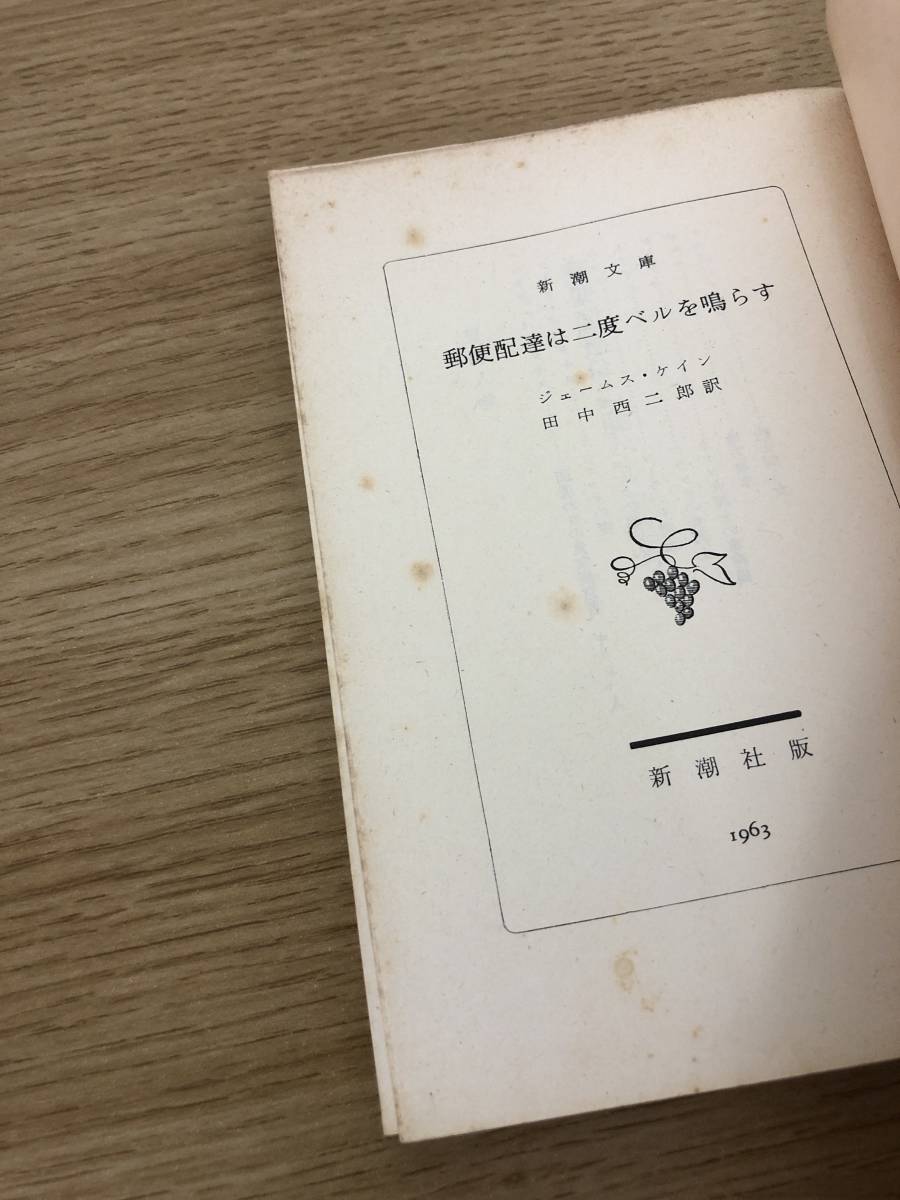 新潮文庫
郵便配達は二度ベルを鳴らす
ジェームス・ケイン
田中西二郎訳
新潮社版
1963